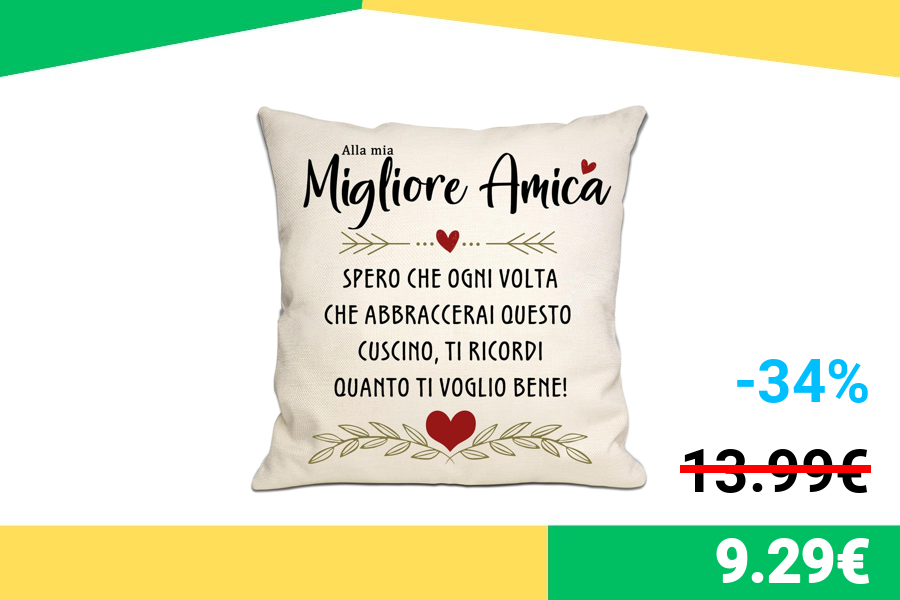 Alla mia
Migliore Amica
SPERO CHE OGNI VOLTA
CHE ABBRACCERAI QUESTO
CUSCINO, TI RICORDI
QUANTO TI VOGLIO BENE!
-34%
13.99€
9.29€